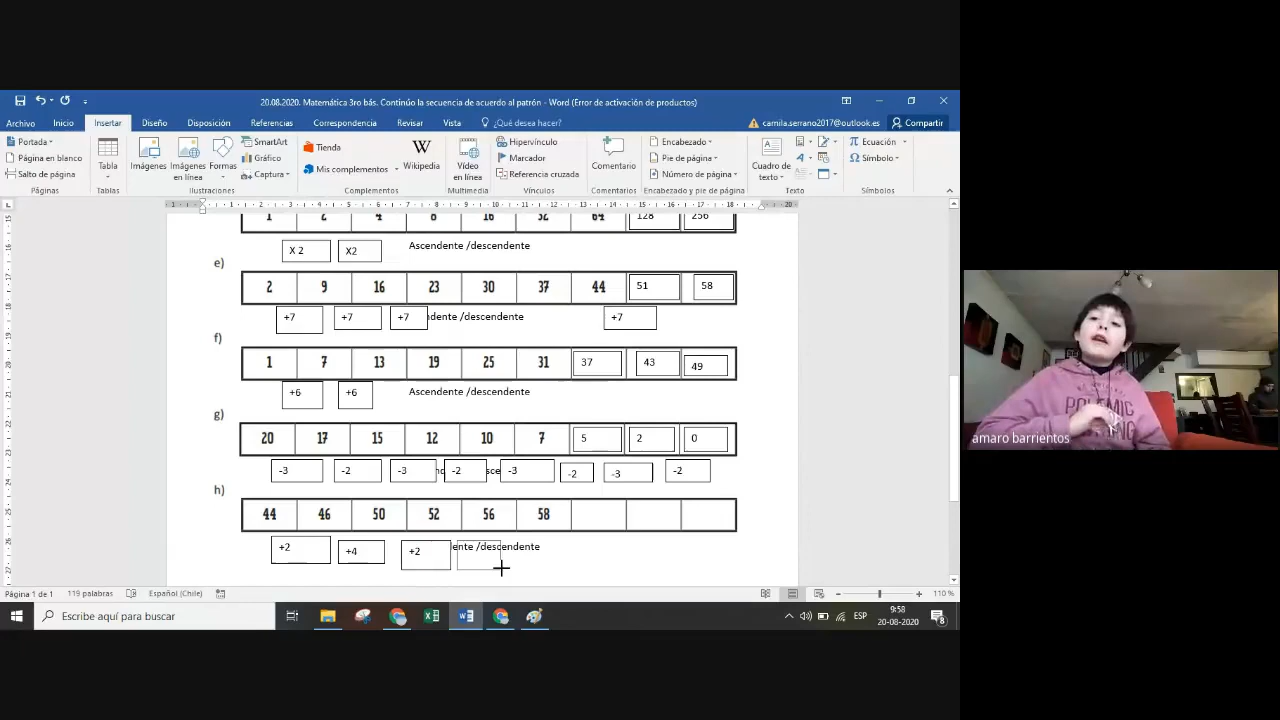 20.08.2020. Matemática 3ro bás. Continúo la secuencia de acuerdo al patrón - Word (Error de activación de productos)
Archivo Inicio Insertar Diseño Disposición Referencias Correspondencia Revisar Vista ¿Qué desea hacer? camila.serrano2017@outlook.es Compartir
Portada
Página en blanco
Salto de página
Páginas
Tabla
Tablas
Imágenes
Imágenes en línea
Formas
SmartArt
Gráfico
Captura
Ilustraciones
Tienda
Mis complementos
Wikipedia
Complementos
Vídeo en línea
Multimedia
Hipervínculo
Marcador
Referencia cruzada
Vínculos
Comentario
Comentarios
Encabezado
Pie de página
Número de página
Encabezado y pie de página
Cuadro de texto
Texto
Ecuación
Símbolo
Símbolos
1 2 4 8 16 32 64 128 256
X 2 X2 Ascendente /descendente
e)
2 9 16 23 30 37 44 51 58
+7 +7 +7 ndente /descendente +7
f)
1 7 13 19 25 31 37 43 49
+6 +6 Ascendente /descendente
g)
20 17 15 12 10 7 5 2 0
-3 -2 -3 -2 -3 -2 -3 -2
h)
44 46 50 52 56 58
+2 +4 +2 ente /descendente
amaro barrientos
Página 1 de 1 119 palabras Español (Chile) 110 %
Escribe aquí para buscar
ESP
9:58
20-08-2020
8